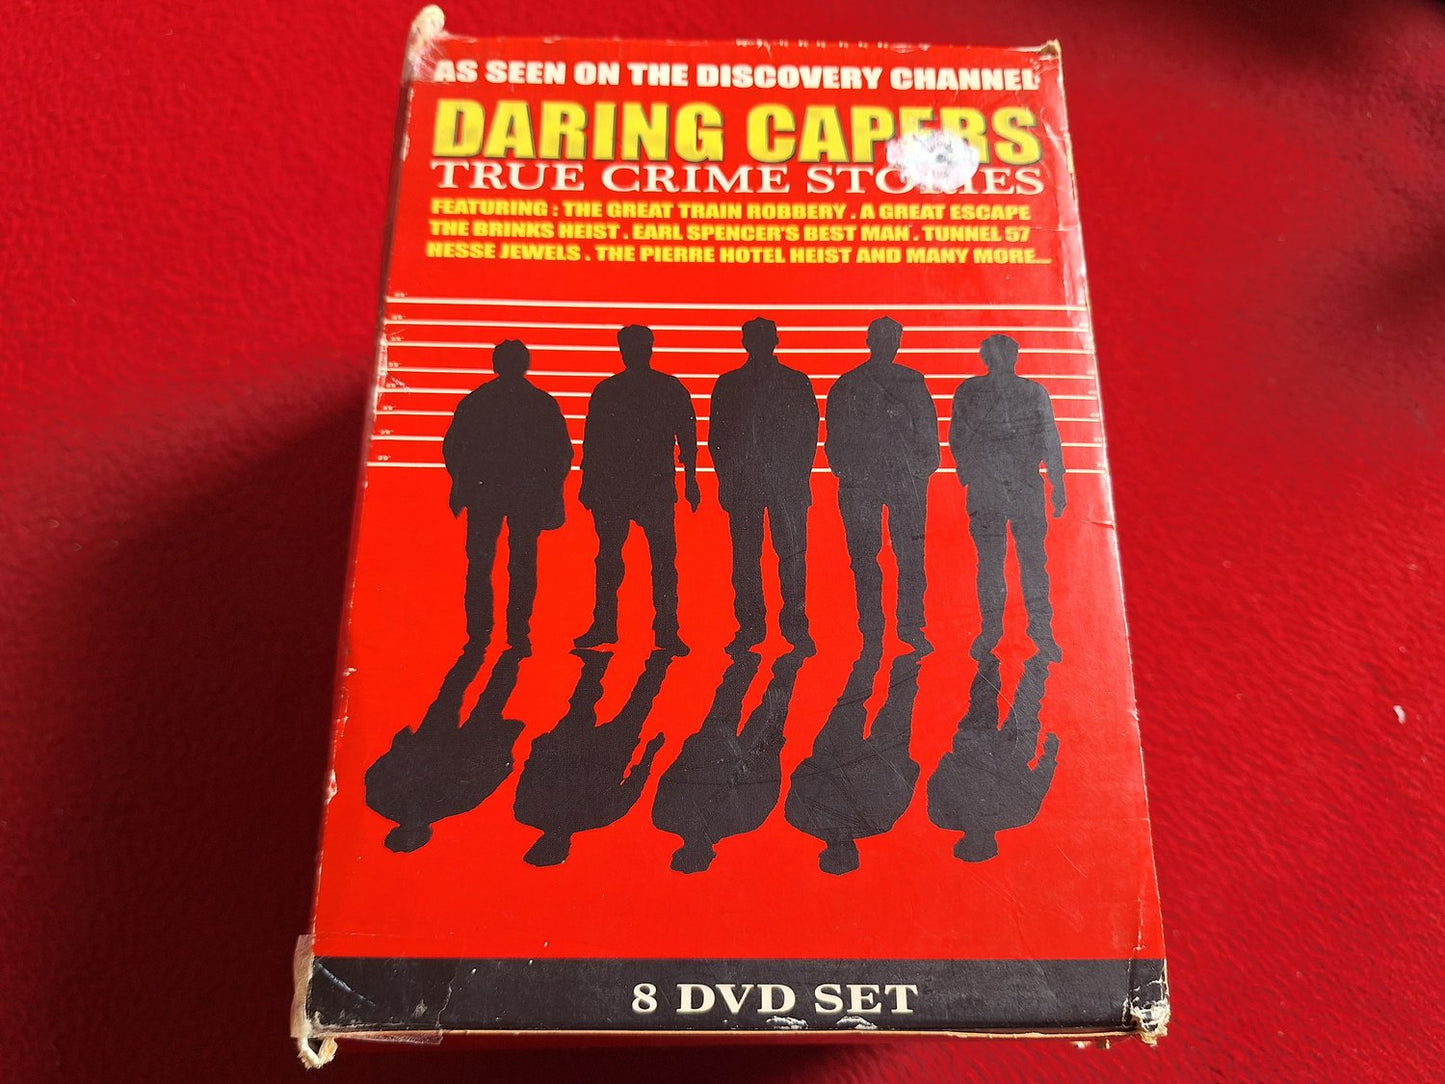 AS SEEN ON THE DISCOVERY CHANNEL
DARING CAPERS
TRUE CRIME STORIES
FEATURING : THE GREAT TRAIN ROBBERY . A GREAT ESCAPE
THE BRINKS HEIST . EARL SPENCER'S BEST MAN . TUNNEL 57
HESSE JEWELS . THE PIERRE HOTEL HEIST AND MANY MORE...
8 DVD SET